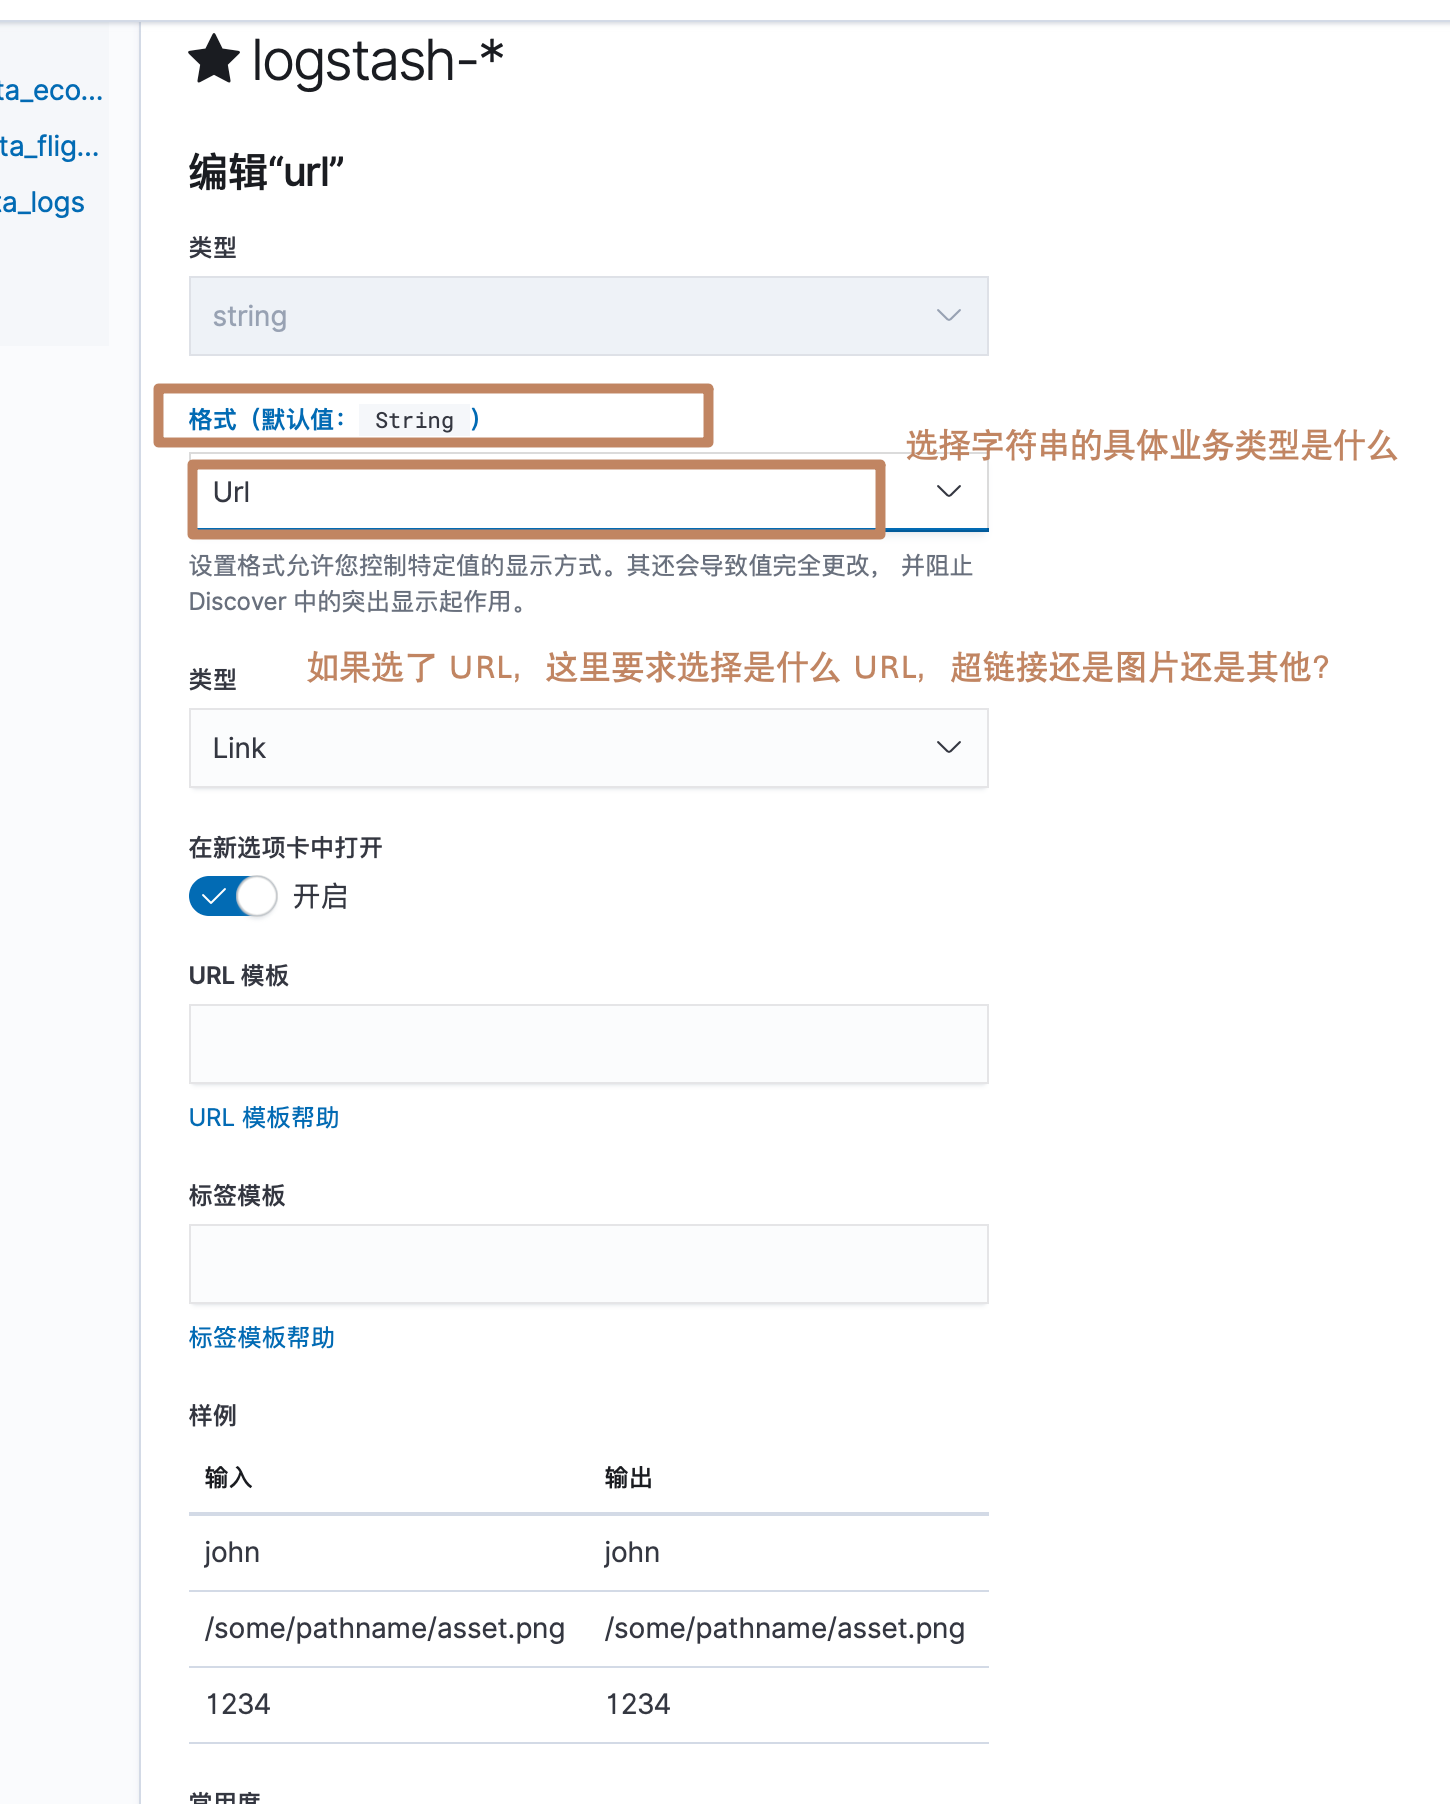 logstash-*
ta_eco...
ta_flig...
ta_logs
编辑“url”
类型
string
格式（默认值： String ）
选择字符串的具体业务类型是什么
Url
设置格式允许您控制特定值的显示方式。其还会导致值完全更改， 并阻止
Discover 中的突出显示起作用。
类型
如果选了 URL，这里要求选择是什么 URL，超链接还是图片还是其他？
Link
在新选项卡中打开
开启
URL 模板
URL 模板帮助
标签模板
标签模板帮助
样例
输入 输出
john john
/some/pathname/asset.png /some/pathname/asset.png
1234 1234
常用度